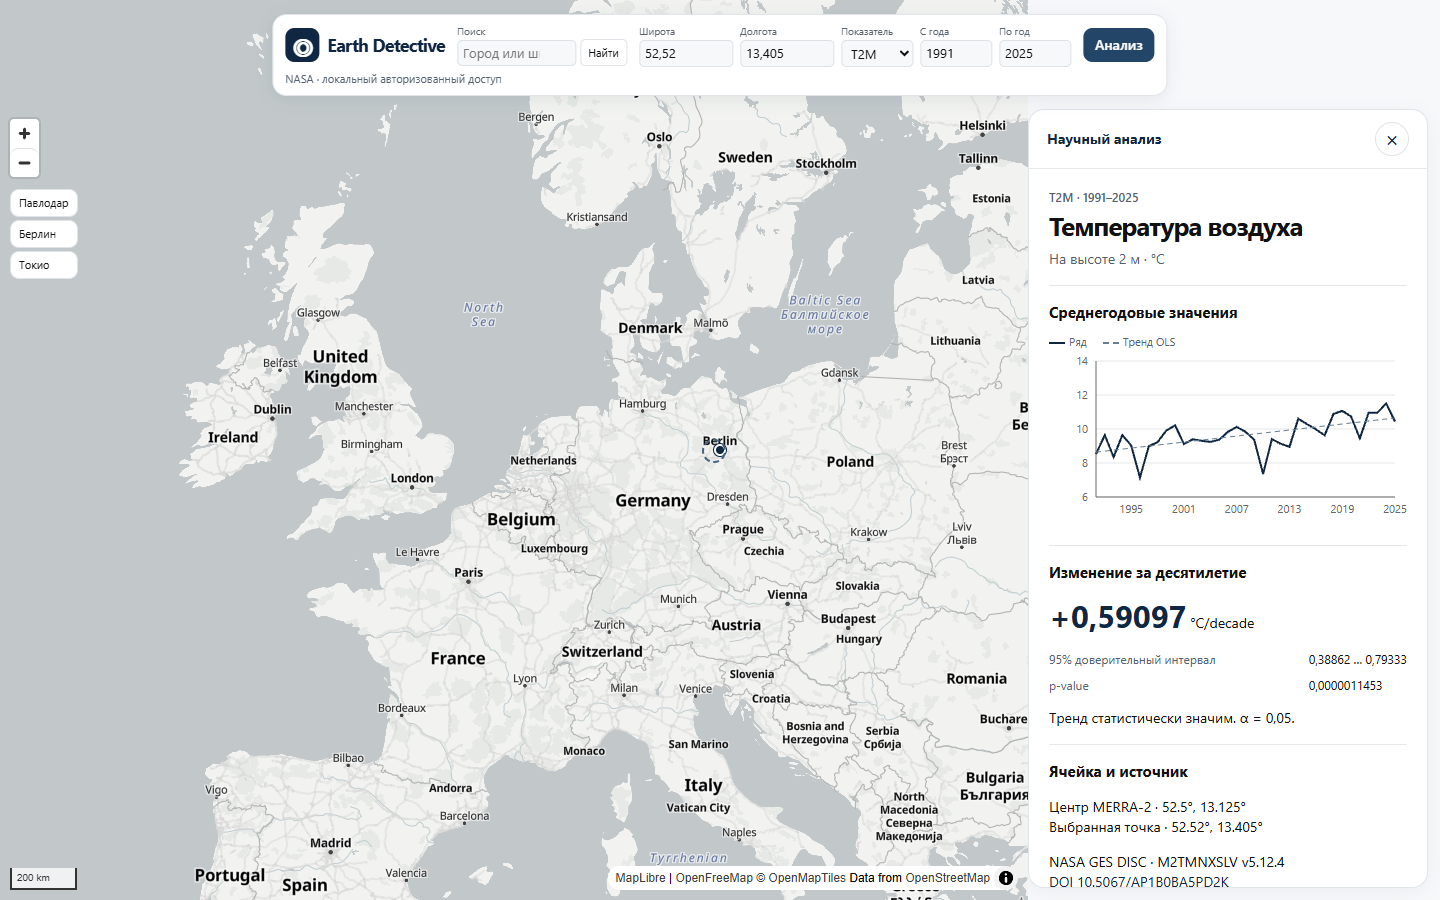 Earth Detective
Поиск
Город или ш
Найти
Широта
52,52
Долгота
13,405
Показатель
T2M
С года
1991
По год
2025
Анализ
NASA · локальный авторизованный доступ
+
−
Павлодар
Берлин
Токио
Bergen
Oslo
Helsinki
Sweden
Stockholm
Tallinn
Estonia
Kristiansand
Latvia
North
Sea
Baltic Sea
Балтийское
море
Glasgow
Denmark
Malmö
Lithuania
United
Kingdom
Belfast
Gdansk
Manchester
Hamburg
Dublin
Ireland
Birmingham
Berlin
Brest
Брэст
Netherlands
Poland
London
Germany
Dresden
Belgium
Prague
Krakow
Lviv
Львів
Le Havre
Luxembourg
Czechia
Paris
Slovakia
Munich
Vienna
Zurich
Austria
Budapest
Hungary
Switzerland
France
Slovenia
Romania
Lyon
Milan
Venice
Croatia
Bordeaux
Bosnia and
Herzegovina
Serbia
Србија
Buchare
Monaco
San Marino
Bilbao
Italy
Bulgaria
България
Vigo
Andorra
Vatican City
North
Macedonia
Северна
Македонија
Barcelona
Naples
Madrid
Tyrrhenian
Portugal
Spain
Valencia
200 km
MapLibre | OpenFreeMap © OpenMapTiles Data from OpenStreetMap
Научный анализ
T2M · 1991–2025
Температура воздуха
На высоте 2 м · °C
Среднегодовые значения
Ряд
Тренд OLS
14
12
10
8
6
1995
2001
2007
2013
2019
2025
Изменение за десятилетие
+0,59097 °C/decade
95% доверительный интервал 0,38862 … 0,79333
p-value 0,0000011453
Тренд статистически значим. α = 0,05.
Ячейка и источник
Центр MERRA-2 · 52.5°, 13.125°
Выбранная точка · 52.52°, 13.405°
NASA GES DISC · M2TMNXSLV v5.12.4
DOI 10.5067/AP1B0BA5PD2K